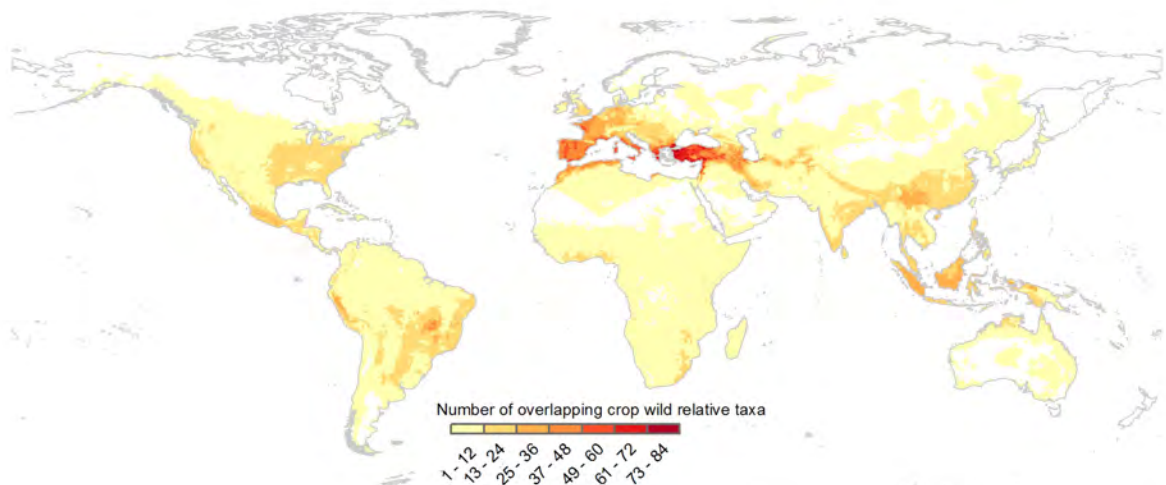 Number of overlapping crop wild relative taxa
1 - 12
13 - 24
25 - 36
37 - 48
49 - 60
61 - 72
73 - 84